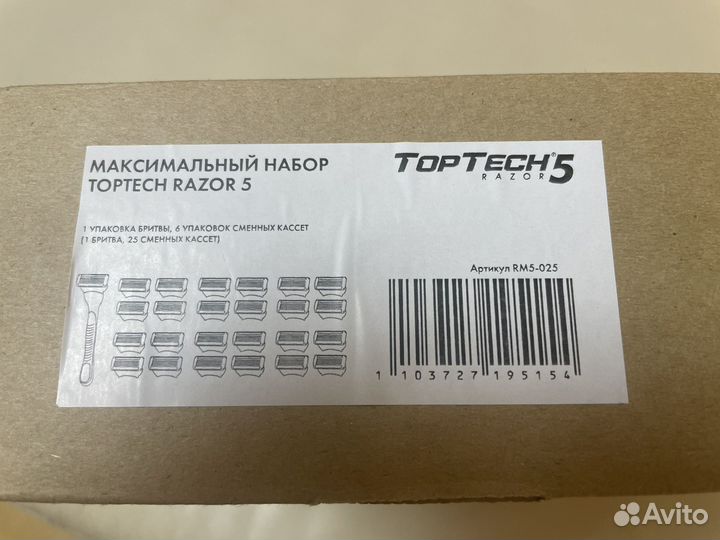 МАКСИМАЛЬНЫЙ НАБОР
TOPTECH RAZOR 5
1 УПАКОВКА БРИТВЫ, 6 УПАКОВОК СМЕННЫХ КАССЕТ
(1 БРИТВА, 25 СМЕННЫХ КАССЕТ)
TOPTECH® 5
RAZOR
Артикул RM5-025
1 103727 195154
Avito